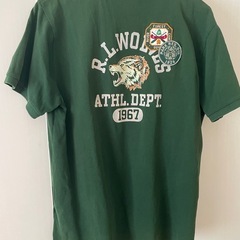 R.L.WOLVES
ATHL. DEPT.
1967